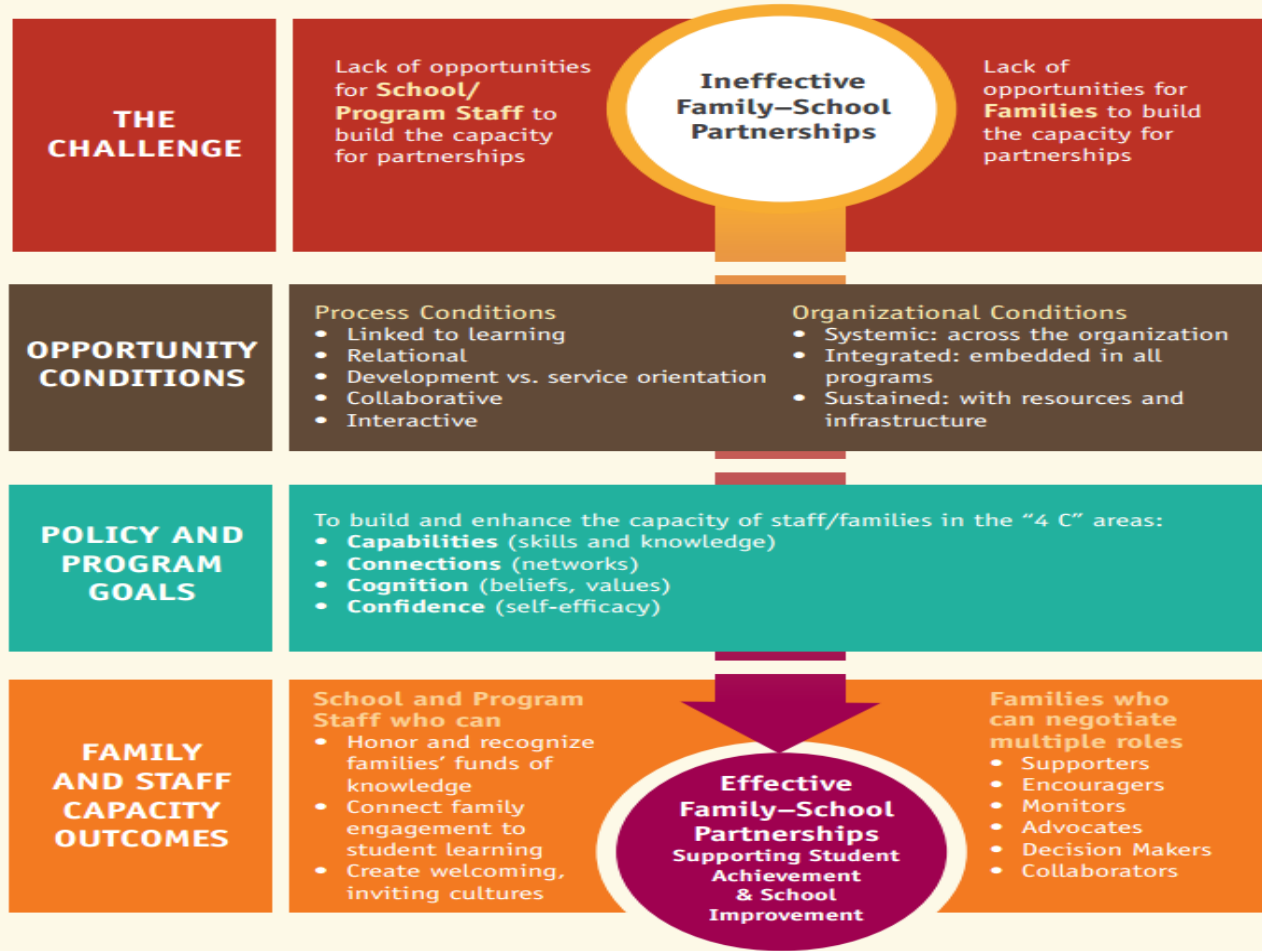 THE
CHALLENGE
Lack of opportunities
for School/
Program Staff to
build the capacity
for partnerships
Ineffective
Family–School
Partnerships
Lack of
opportunities for
Families to build
the capacity for
partnerships
OPPORTUNITY
CONDITIONS
Process Conditions
• Linked to learning
• Relational
• Development vs. service orientation
• Collaborative
• Interactive
Organizational Conditions
• Systemic: across the organization
• Integrated: embedded in all
programs
• Sustained: with resources and
infrastructure
POLICY AND
PROGRAM
GOALS
To build and enhance the capacity of staff/families in the “4 C” areas:
• Capabilities (skills and knowledge)
• Connections (networks)
• Cognition (beliefs, values)
• Confidence (self-efficacy)
FAMILY
AND STAFF
CAPACITY
OUTCOMES
School and Program
Staff who can
• Honor and recognize
families’ funds of
knowledge
• Connect family
engagement to
student learning
• Create welcoming,
inviting cultures
Effective
Family–School
Partnerships
Supporting Student
Achievement
& School
Improvement
Families who
can negotiate
multiple roles
• Supporters
• Encouragers
• Monitors
• Advocates
• Decision Makers
• Collaborators